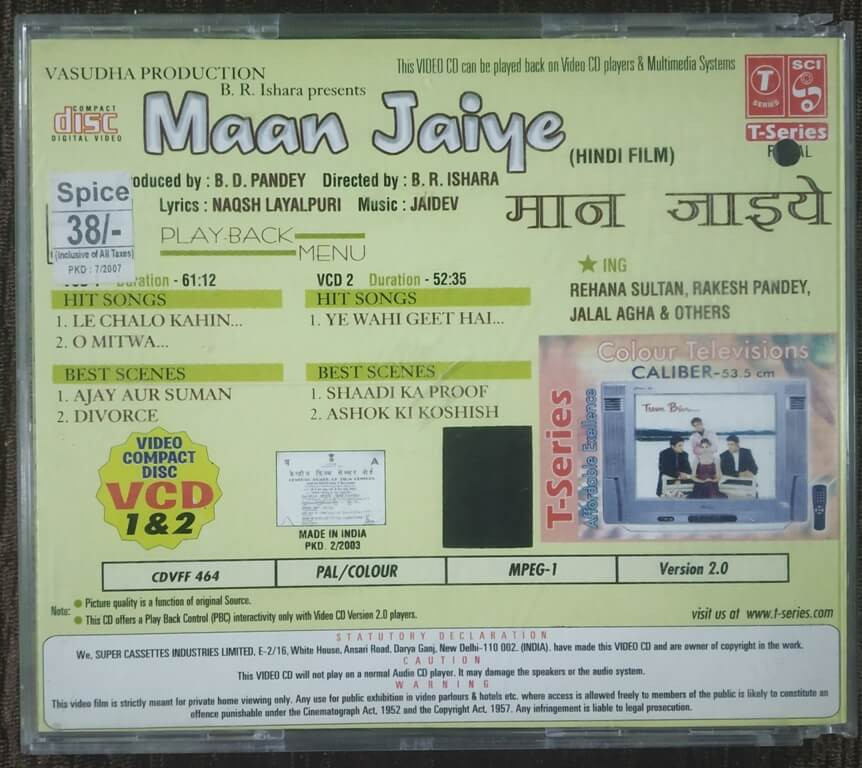 VASUDHA PRODUCTION
B. R. Ishara presents
This VIDEO CD can be played back on Video CD players & Multimedia Systems
COMPACT
disc
DIGITAL VIDEO
Maan Jaiye
(HINDI FILM)
T
SERIES
SCI
T-Series
oduced by : B. D. PANDEY Directed by : B. R. ISHARA
Lyrics : NAQSH LAYALPURI Music : JAIDEV
मान जाइये
Spice
38/-
(Inclusive of All Taxes)
PKD : 7/2007
PLAY-BACK
MENU
Duration - 61:12
HIT SONGS
1. LE CHALO KAHIN...
2. O MITWA...
BEST SCENES
1. AJAY AUR SUMAN
2. DIVORCE
VCD 2 Duration - 52:35
HIT SONGS
1. YE WAHI GEET HAI...
BEST SCENES
1. SHAADI KA PROOF
2. ASHOK KI KOSHISH
★ ING
REHANA SULTAN, RAKESH PANDEY,
JALAL AGHA & OTHERS
Colour Televisions
CALIBER-53.5 cm
T-Series
Affordable Excellence
VIDEO
COMPACT
DISC
VCD
1&2
MADE IN INDIA
PKD. 2/2003
CDVFF 464
PAL/COLOUR
MPEG-1
Version 2.0
Note: ● Picture quality is a function of original Source.
● This CD offers a Play Back Control (PBC) interactivity only with Video CD Version 2.0 players.
visit us at www.t-series.com
STATUTORY DECLARATION
We, SUPER CASSETTES INDUSTRIES LIMITED, E-2/16, White House, Ansari Road, Darya Ganj, New Delhi-110 002. (INDIA). have made this VIDEO CD and are owner of copyright in the work.
CAUTION
This VIDEO CD will not play on a normal Audio CD player. It may damage the speakers or the audio system.
WARNING
This video film is strictly meant for private home viewing only. Any use for public exhibition in video parlours & hotels etc. where access is allowed freely to members of the public is likely to constitute an
offence punishable under the Cinematograph Act, 1952 and the Copyright Act, 1957. Any infringement is liable to legal prosecution.